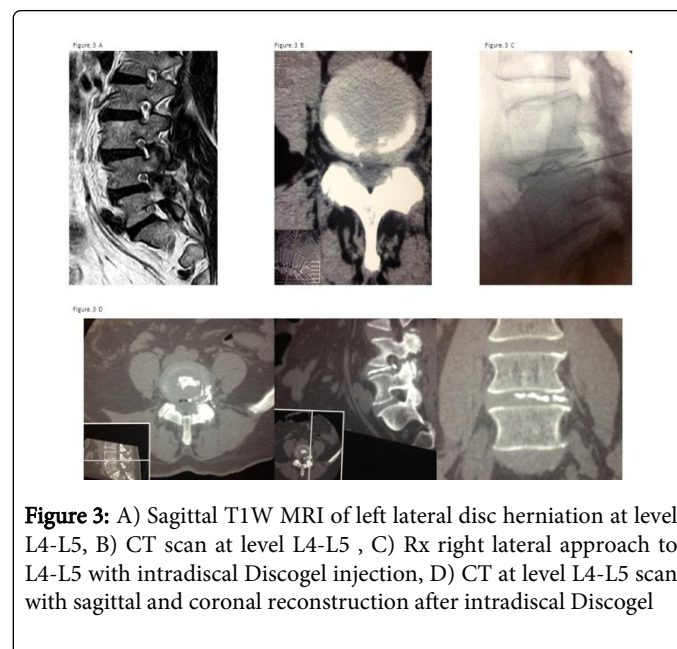 Figure. 3 A
Figure. 3 B
Figure. 3 C
Figure. 3 D
Figure 3: A) Sagittal T1W MRI of left lateral disc herniation at level
L4-L5, B) CT scan at level L4-L5 , C) Rx right lateral approach to
L4-L5 with intradiscal Discogel injection, D) CT at level L4-L5 scan
with sagittal and coronal reconstruction after intradiscal Discogel